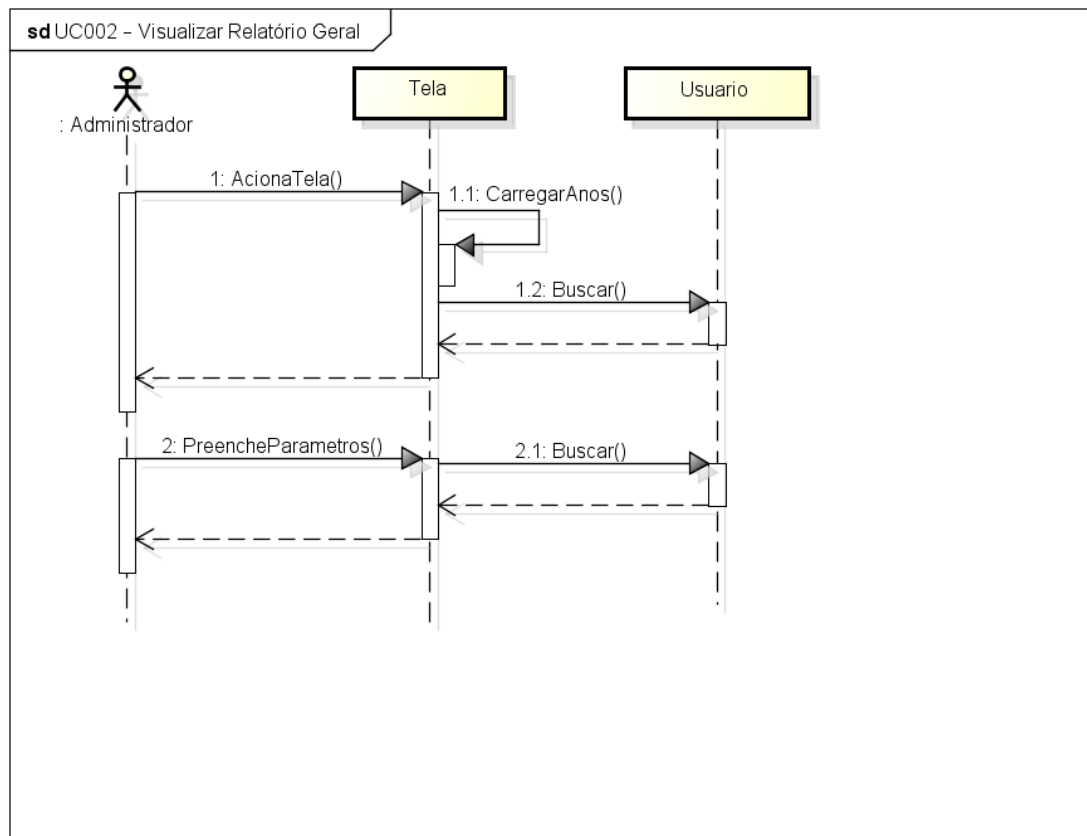 sd UC002 – Visualizar Relatório Geral
Tela
Usuario
: Administrador
1: AcionaTela()
1.1: CarregarAnos()
1.2: Buscar()
2: PreencheParametros()
2.1: Buscar()